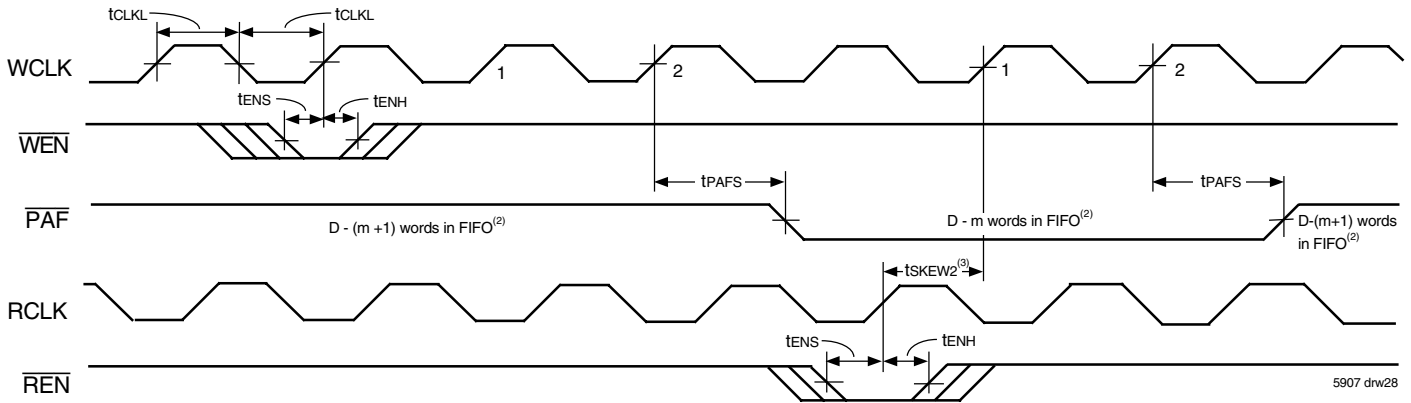 tCLKL
tCLKL
WCLK
1
2
1
2
tENS
tENH
WEN
tPAFS
tPAFS
PAF
D - (m +1) words in FIFO(2)
D - m words in FIFO(2)
D-(m+1) words
in FIFO(2)
tSKEW2(3)
RCLK
tENS
tENH
REN
5907 drw28